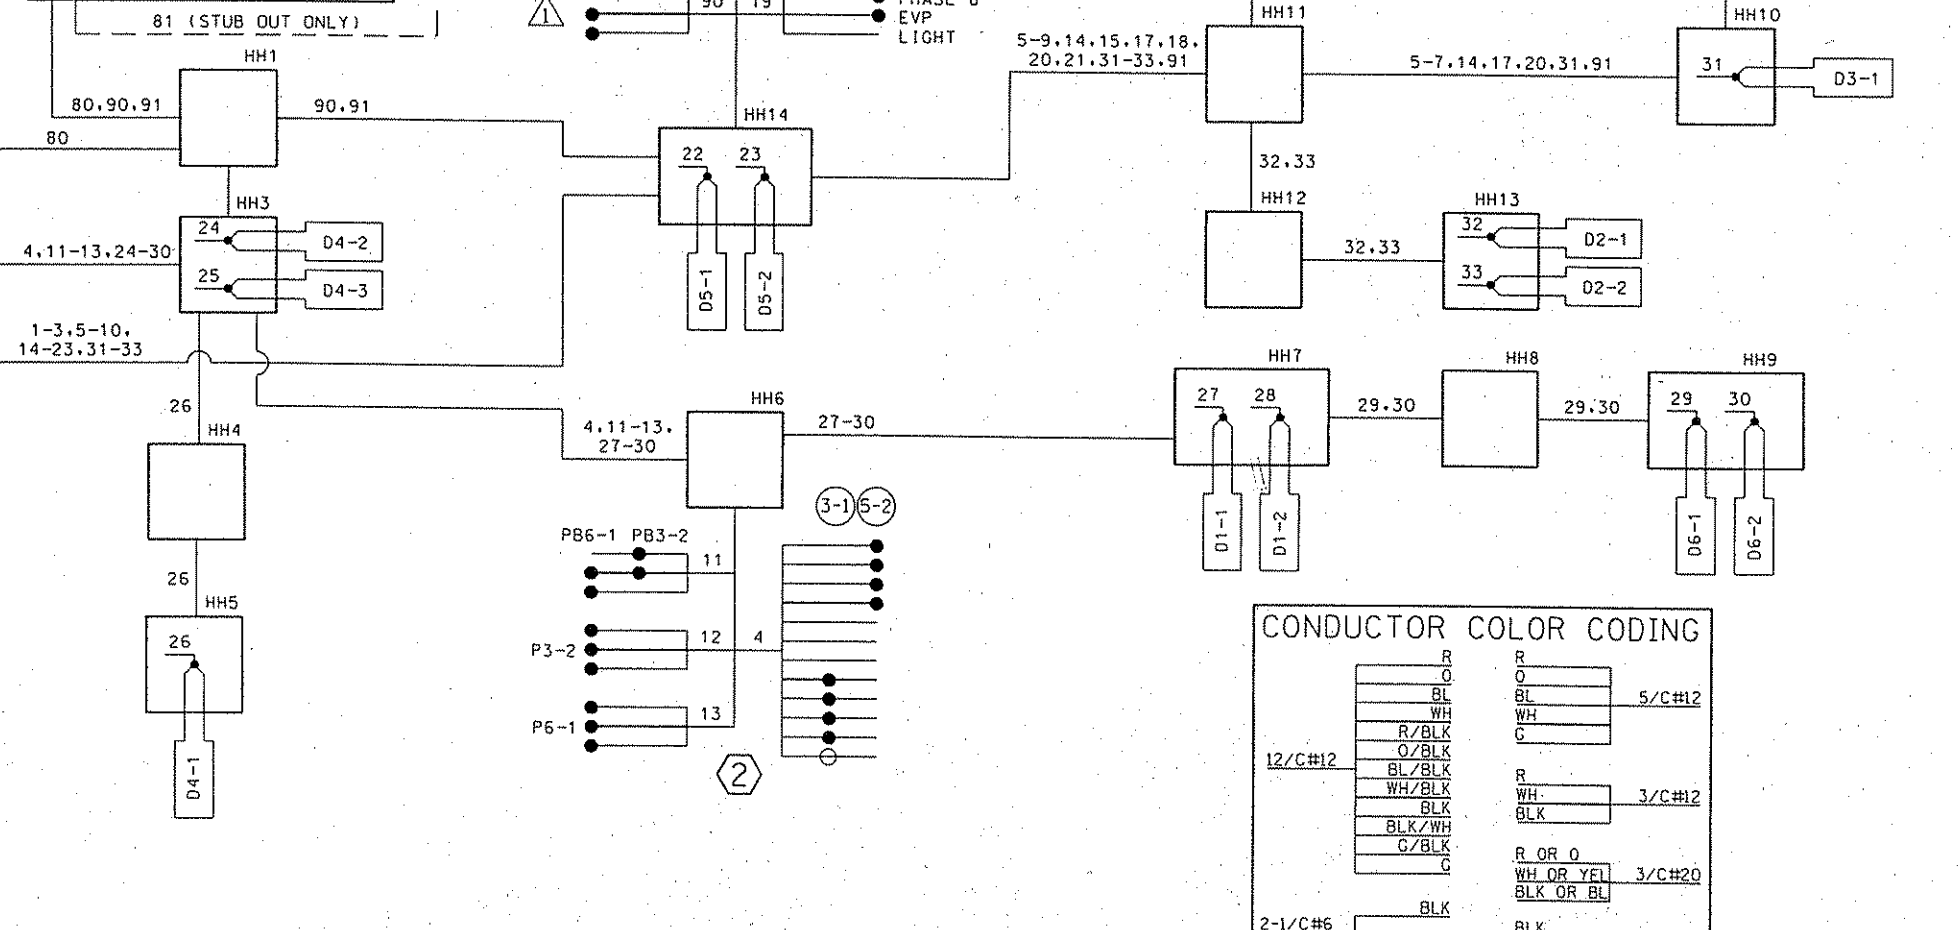 81 (STUB OUT ONLY)
1
90
19
EVP
LIGHT
HH11
HH10
5-9,14,15,17,18,
20,21,31-33,91
5-7,14,17,20,31,91
31
D3-1
HH1
80,90,91
90,91
80
HH14
22
23
D5-1
D5-2
32,33
HH3
24
D4-2
4,11-13,24-30
25
D4-3
HH12
HH13
32
D2-1
32,33
33
D2-2
1-3,5-10,
14-23,31-33
26
HH4
26
HH5
26
D4-1
HH6
4,11-13,
27-30
27-30
HH7
27
28
D1-1
D1-2
29,30
HH8
29,30
HH9
29
30
D6-1
D6-2
3-1
5-2
PB6-1
PB3-2
11
P3-2
12
4
P6-1
13
2
CONDUCTOR COLOR CODING
R
O
BL
WH
R/BLK
O/BLK
BL/BLK
WH/BLK
BLK
BLK/WH
G/BLK
G
12/C#12
R
O
BL
WH
G
5/C#12
R
WH
BLK
3/C#12
R OR O
WH OR YEL
BLK OR BL
3/C#20
BLK
2-1/C#6
BLK